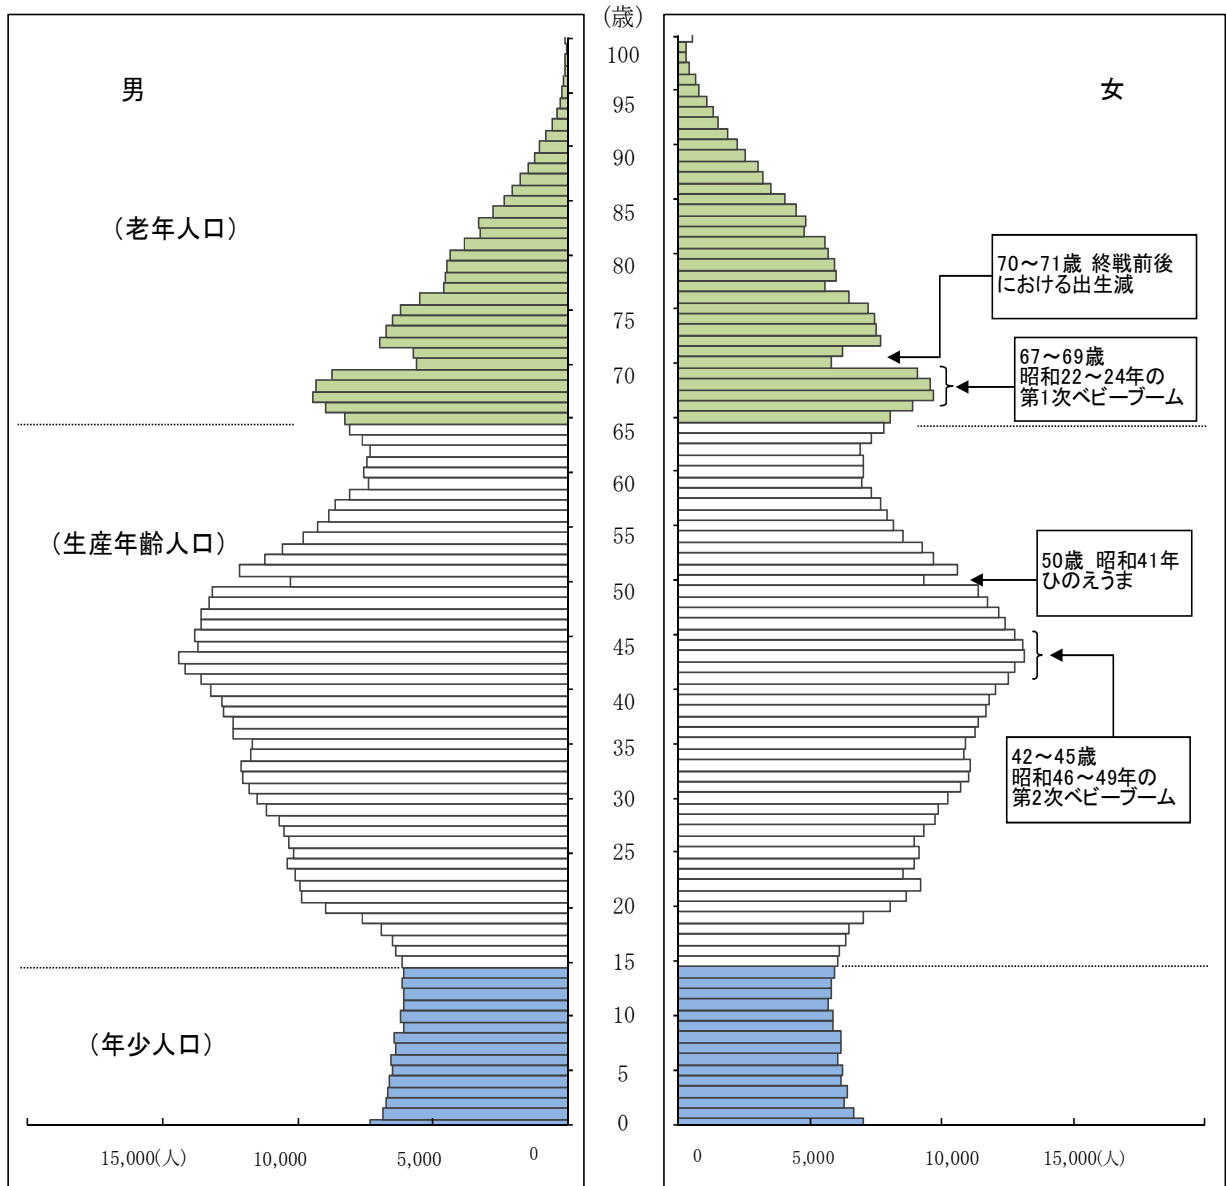 (歳)
男
女
100
95
90
85
80
75
70
65
60
55
50
45
40
35
30
25
20
15
10
5
0
(老年人口)
(生産年齢人口)
(年少人口)
70～71歳 終戦前後
における出生減
67～69歳
昭和22～24年の
第1次ベビーブーム
50歳 昭和41年
ひのえうま
42～45歳
昭和46～49年の
第2次ベビーブーム
15,000(人)
10,000
5,000
0
0
5,000
10,000
15,000(人)